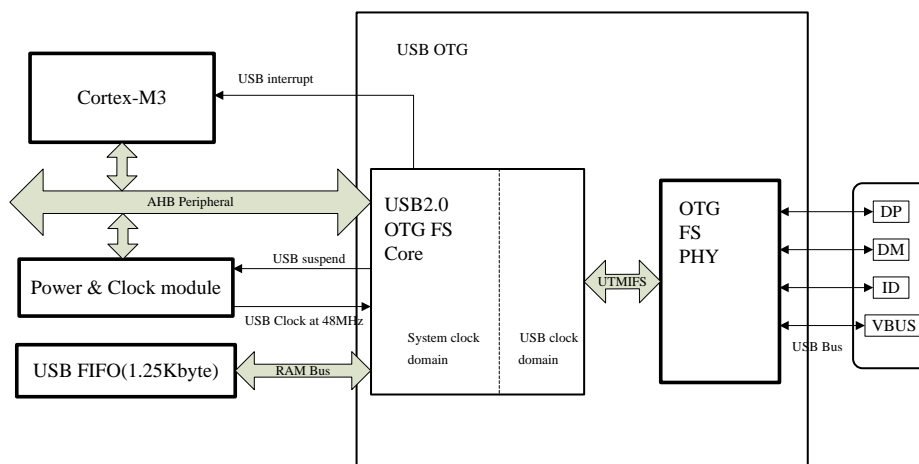 USB OTG
USB interrupt
Cortex-M3
AHB Peripheral
USB2.0
OTG FS
Core
OTG
FS
PHY
DP
DM
ID
VBUS
USB suspend
UTMIFS
Power & Clock module
USB Clock at 48MHz
System clock
domain
USB clock
domain
USB Bus
USB FIFO(1.25Kbyte)
RAM Bus